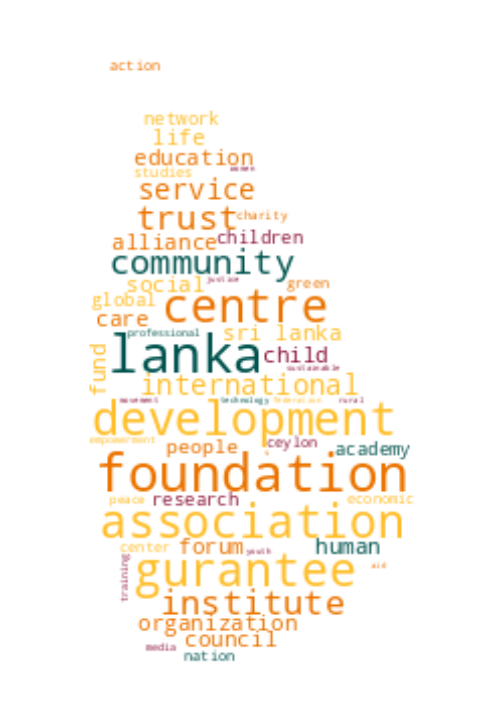 action
network
life
education
women
studies
service
trust charity
alliance children
community
social justice green
global centre
care
professional sri lanka
lanka child
sustainable
fund international
movement technology federation rural
development
empowerment people ceylon academy
foundation
peace research economic
association
center forum youth human
training gurantee aid
institute
organization
council
media nation